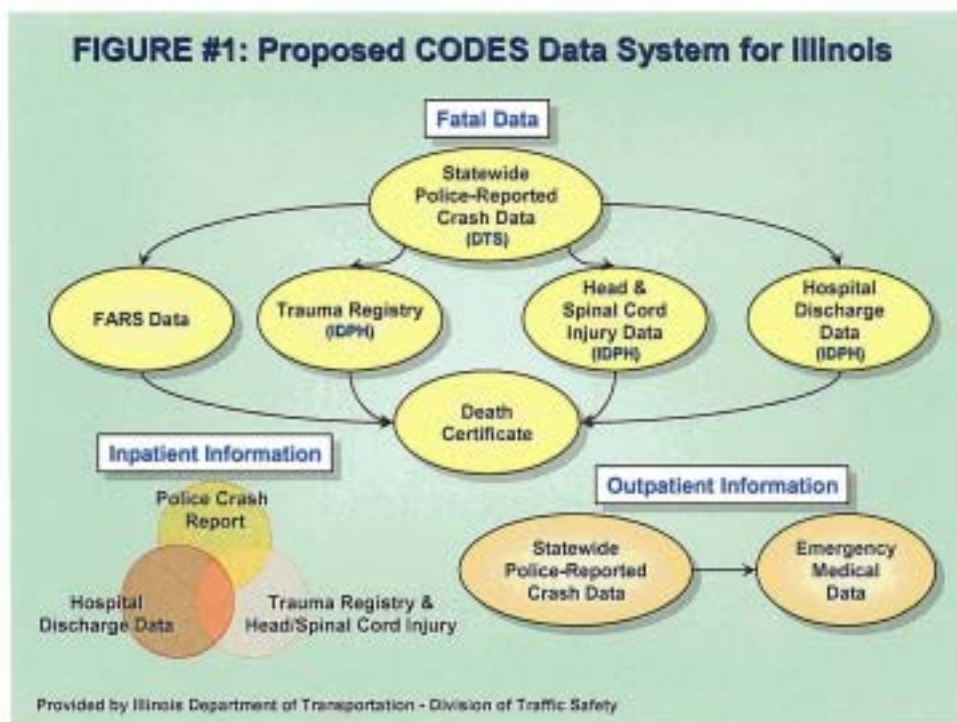 FIGURE #1: Proposed CODES Data System for Illinois
Fatal Data
Statewide
Police-Reported
Crash Data
(DTS)
FARS Data
Trauma Registry
(IDPH)
Head &
Spinal Cord
Injury Data
(IDPH)
Hospital
Discharge
Data
(IDPH)
Death
Certificate
Inpatient Information
Police Crash
Report
Hospital
Discharge Data
Trauma Registry &
Head/Spinal Cord Injury
Outpatient Information
Statewide
Police-Reported
Crash Data
Emergency
Medical
Data
Provided by Illinois Department of Transportation - Division of Traffic Safety